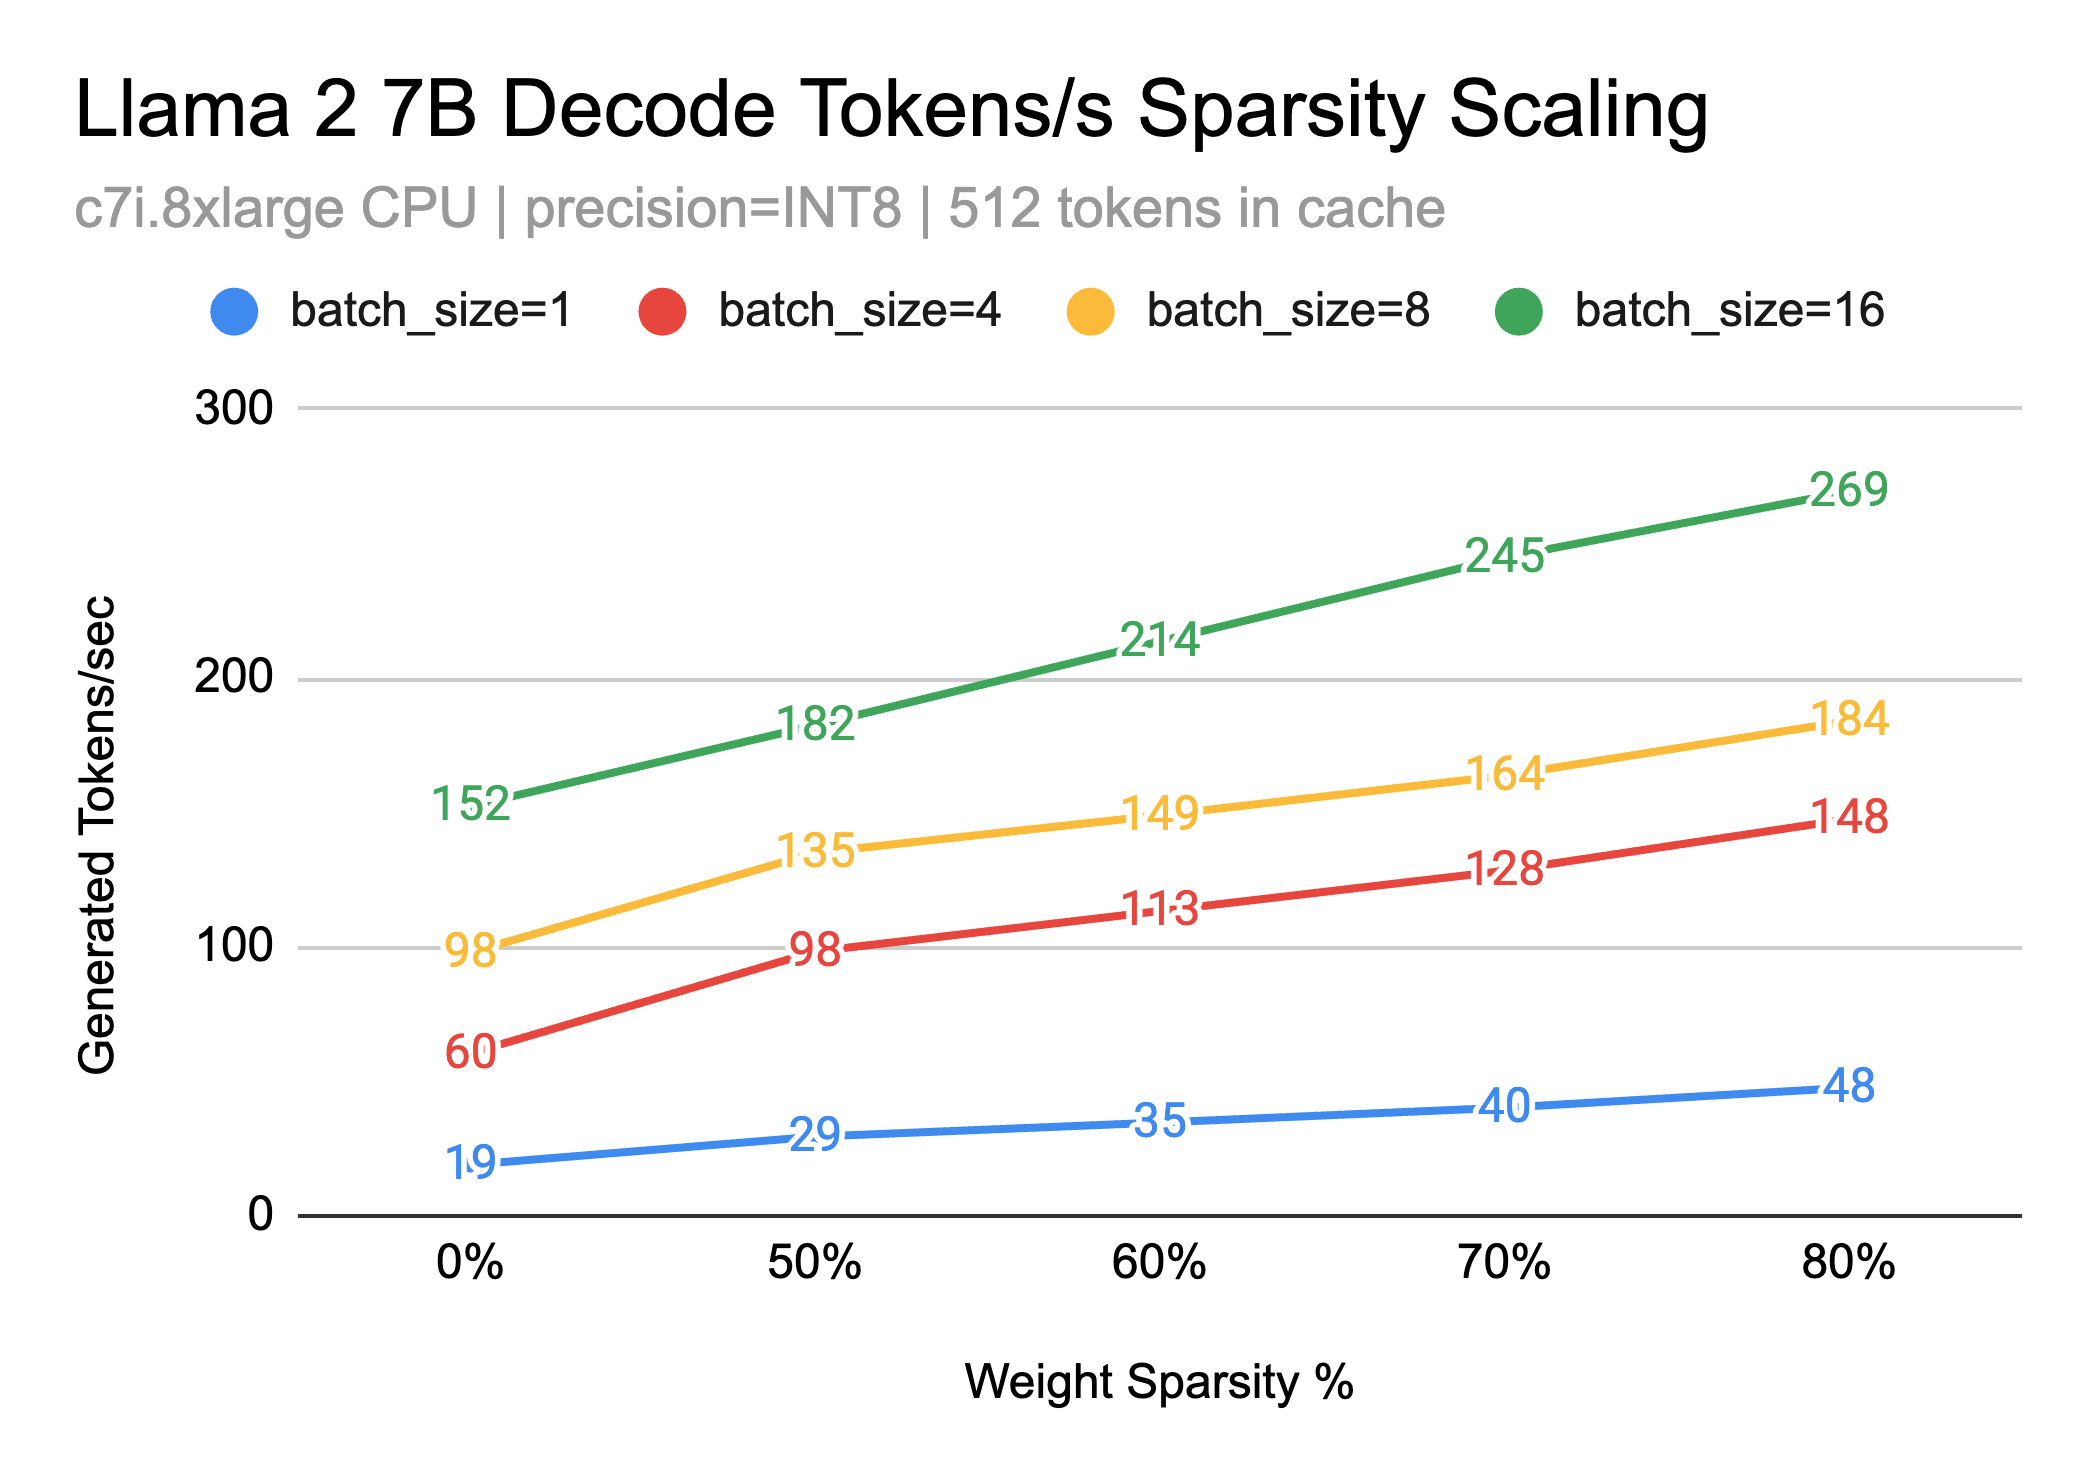 Llama 2 7B Decode Tokens/s Sparsity Scaling
c7i.8xlarge CPU | precision=INT8 | 512 tokens in cache
batch_size=1 batch_size=4 batch_size=8 batch_size=16
Generated Tokens/sec
300
200
100
0
152 182 214 245 269
98 135 149 164 184
60 98 113 128 148
19 29 35 40 48
0% 50% 60% 70% 80%
Weight Sparsity %